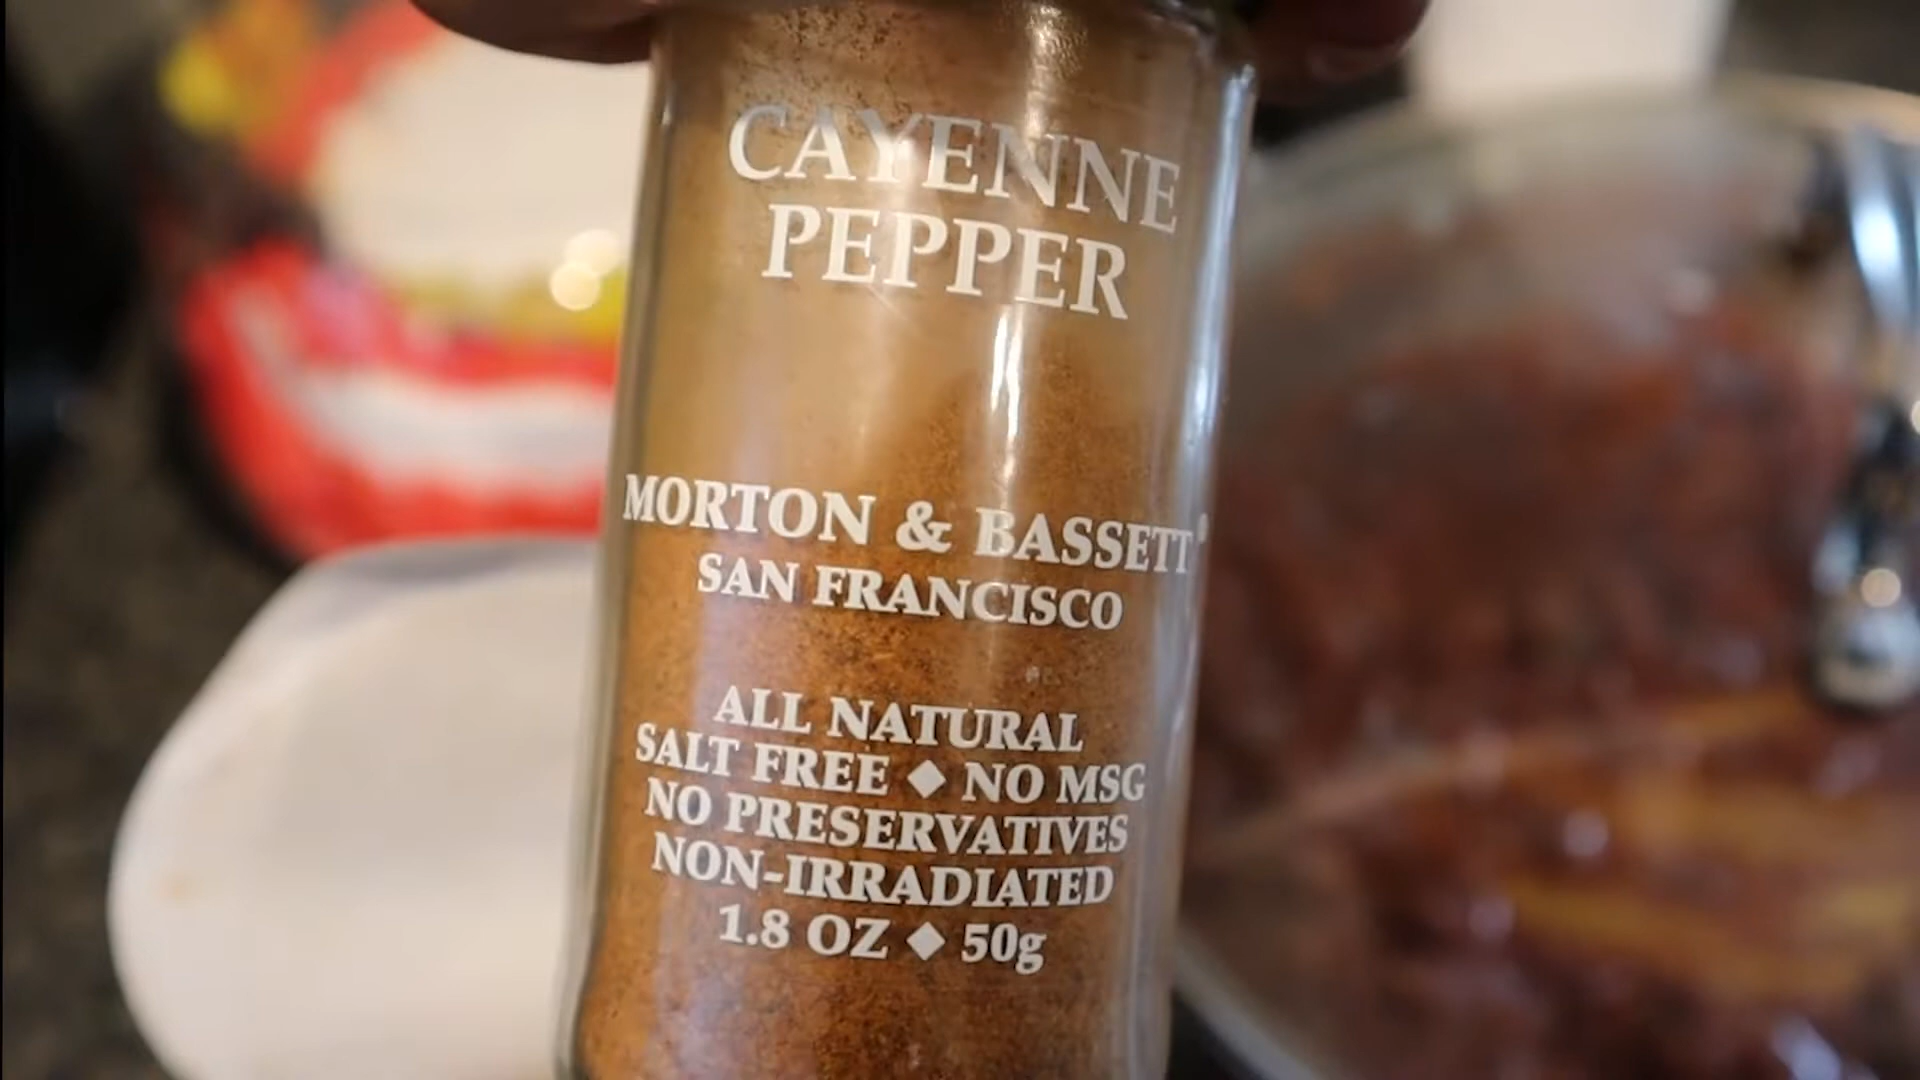 CAYENNE
PEPPER
MORTON & BASSETT®
SAN FRANCISCO
ALL NATURAL
SALT FREE ◆ NO MSG
NO PRESERVATIVES
NON-IRRADIATED
1.8 OZ ◆ 50g